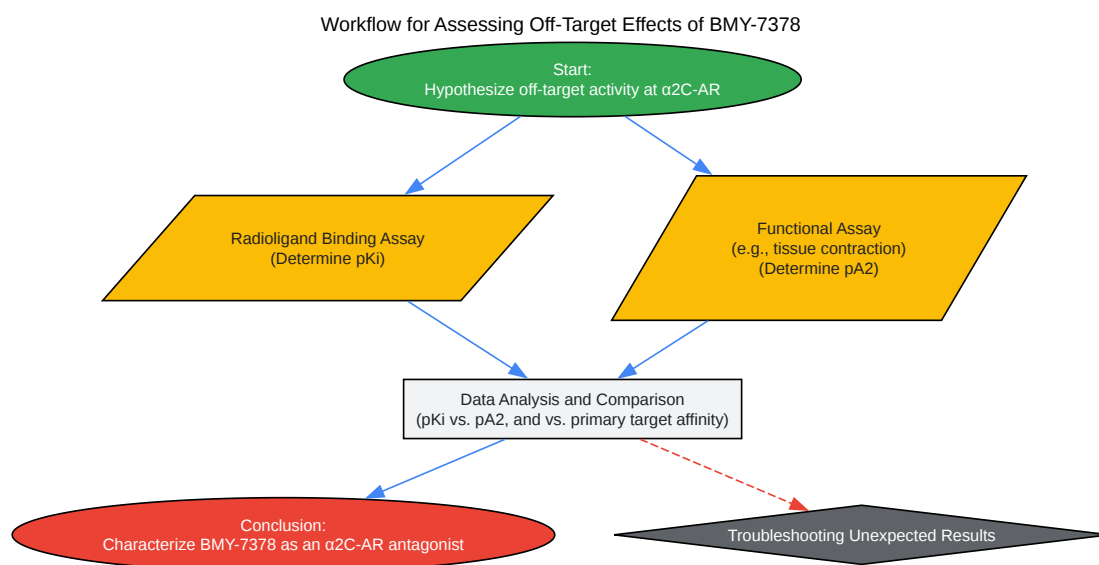 Workflow for Assessing Off-Target Effects of BMY-7378
Start:
Hypothesize off-target activity at α2C-AR
Radioligand Binding Assay
(Determine pKi)
Functional Assay
(e.g., tissue contraction)
(Determine pA2)
Data Analysis and Comparison
(pKi vs. pA2, and vs. primary target affinity)
Conclusion:
Characterize BMY-7378 as an α2C-AR antagonist
Troubleshooting Unexpected Results